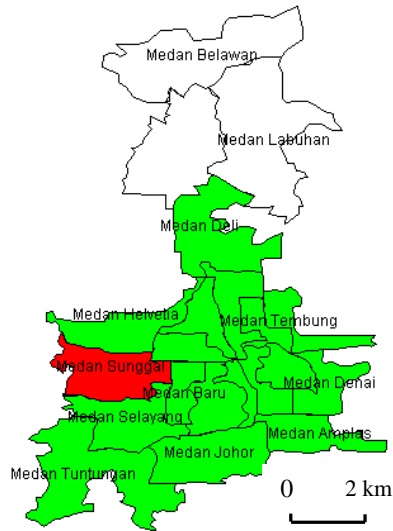 Medan Belawan
Medan Labuhan
Medan Deli
Medan Helvetia
Medan Tembung
Medan Sunggal
Medan Denai
Medan Baru
Medan Selayang
Medan Amplas
Medan Johor
Medan Tuntungan
0 2 km